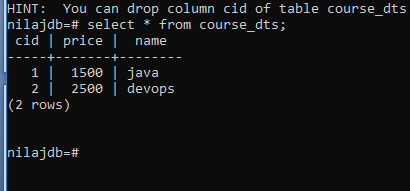 HINT:  You can drop column cid of table course_dts
nilajdb=# select * from course_dts;
 cid | price |  name
-----+-------+--------
   1 |  1500 | java
   2 |  2500 | devops
(2 rows)
nilajdb=#